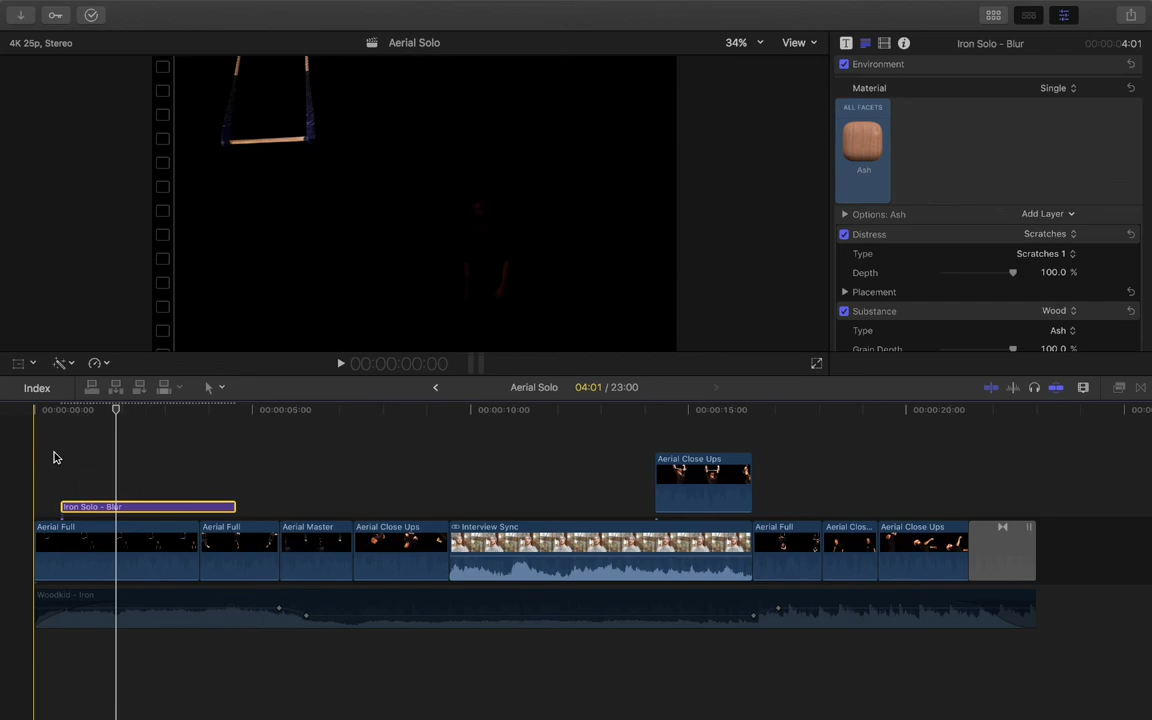 4K 25p, Stereo
Aerial Solo
34%
View
Iron Solo - Blur
00:00:04:01
Environment
Material
Single
ALL FACETS
Ash
Options: Ash
Add Layer
Distress
Scratches
Type
Scratches 1
Depth
100.0 %
Placement
Substance
Wood
Type
Ash
Grain Depth
100.0 %
00:00:00:00
Index
Aerial Solo
04:01 / 23:00
00:00:00:00
00:00:05:00
00:00:10:00
00:00:15:00
00:00:20:00
Aerial Close Ups
Iron Solo - Blur
Aerial Full
Aerial Full
Aerial Master
Aerial Close Ups
Interview Sync
Aerial Full
Aerial Clos...
Aerial Close Ups
Woodkid - Iron